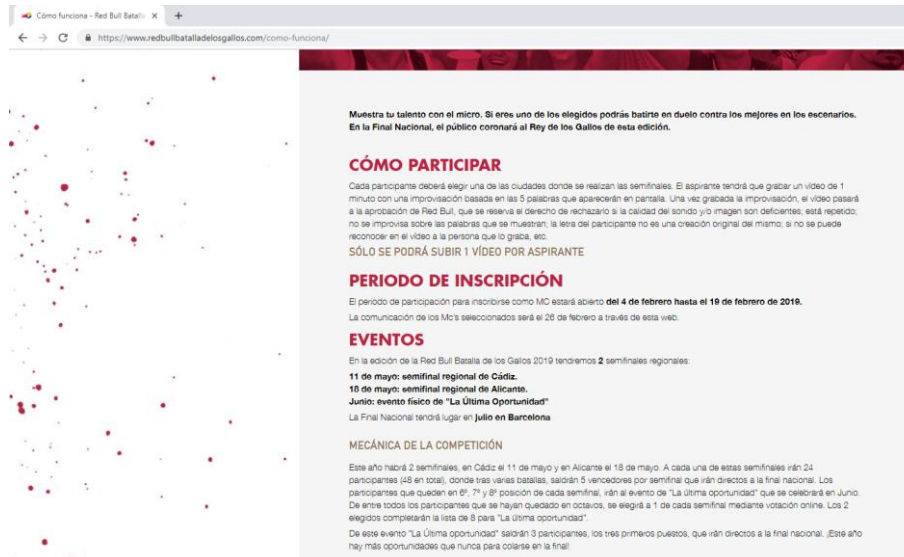 Cómo funciona - Red Bull Batalla
https://www.redbullbatalladelosgallos.com/como-funciona/
Muestra tu talento con el micro. Si eres uno de los elegidos podrás batirte en duelo contra los mejores en los escenarios.
En la Final Nacional, el público coronará al Rey de los Gallos de esta edición.
CÓMO PARTICIPAR
Cada participante deberá elegir una de las ciudades donde se realizan las semifinales. El aspirante tendrá que grabar un vídeo de 1
minuto con una improvisación basada en las 5 palabras que aparecerán en pantalla. Una vez grabada la improvisación, el vídeo pasará
a la aprobación de Red Bull, que se reserva el derecho de rechazarlo si la calidad del sonido y/o imagen son deficientes; está repetido;
no se improvisa sobre las palabras que se muestran; la letra del participante no es una creación original del mismo; si no se puede
reconocer en el vídeo a la persona que lo graba, etc.
SÓLO SE PODRÁ SUBIR 1 VÍDEO POR ASPIRANTE
PERIODO DE INSCRIPCIÓN
El periodo de participación para inscribirse como MC estará abierto del 4 de febrero hasta el 19 de febrero de 2019.
La comunicación de los Mc's seleccionados será el 26 de febrero a través de esta web.
EVENTOS
En la edición de la Red Bull Batalla de los Gallos 2019 tendremos 2 semifinales regionales:
11 de mayo: semifinal regional de Cádiz.
18 de mayo: semifinal regional de Alicante.
Junio: evento físico de "La Última Oportunidad"
La Final Nacional tendrá lugar en julio en Barcelona
MECÁNICA DE LA COMPETICIÓN
Este año habrá 2 semifinales, en Cádiz el 11 de mayo y en Alicante el 18 de mayo. A cada una de estas semifinales irán 24
participantes (48 en total), donde tras varias batallas, saldrán 5 vencedores por semifinal que irán directos a la final nacional. Los
participantes que queden en 6º, 7º y 8º posición de cada semifinal, irán al evento de "La última oportunidad" que se celebrará en Junio.
De entre todos los participantes que se hayan quedado en octavos, se elegirá a 1 de cada semifinal mediante votación online. Los 2
elegidos completarán la lista de 8 para "La última oportunidad".
De este evento "La Última oportunidad" saldrán 3 participantes, los tres primeros puestos, que irán directos a la final nacional. ¡Este año
hay más oportunidades que nunca para colarse en la final!